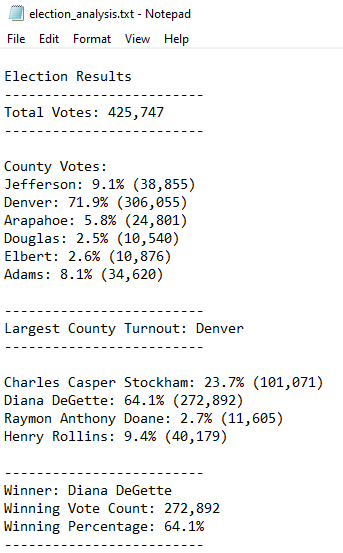 election_analysis.txt - Notepad
File Edit Format View Help
Election Results
-------------------------
Total Votes: 425,747
-------------------------
County Votes:
Jefferson: 9.1% (38,855)
Denver: 71.9% (306,055)
Arapahoe: 5.8% (24,801)
Douglas: 2.5% (10,540)
Elbert: 2.6% (10,876)
Adams: 8.1% (34,620)
-------------------------
Largest County Turnout: Denver
-------------------------
Charles Casper Stockham: 23.7% (101,071)
Diana DeGette: 64.1% (272,892)
Raymon Anthony Doane: 2.7% (11,605)
Henry Rollins: 9.4% (40,179)
-------------------------
Winner: Diana DeGette
Winning Vote Count: 272,892
Winning Percentage: 64.1%
-------------------------